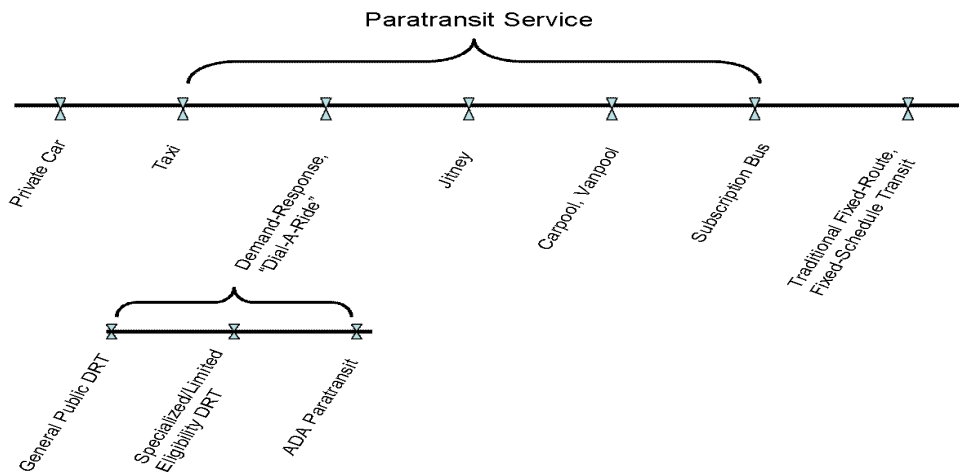 Paratransit Service
Private Car
Taxi
Demand-Response,
"Dial-A-Ride"
Jitney
Carpool, Vanpool
Subscription Bus
Traditional Fixed-Route,
Fixed-Schedule Transit
General Public DRT
Specialized/Limited
Eligibility DRT
ADA Paratransit